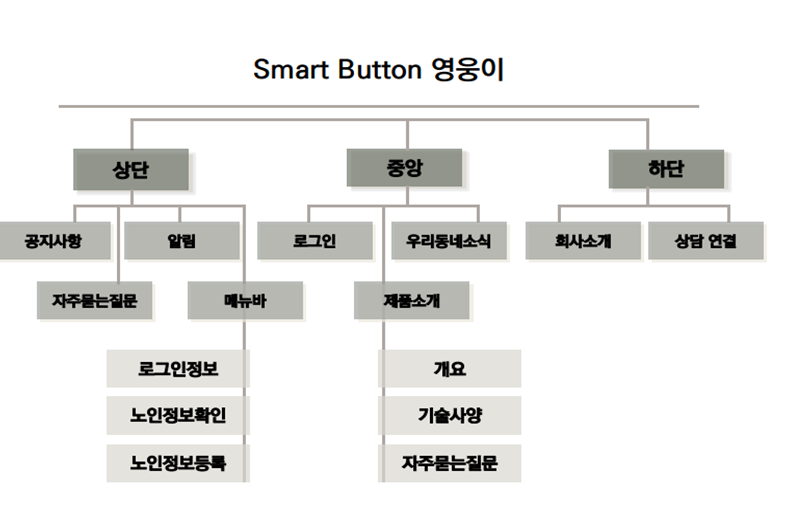 Smart Button 영웅이
상단
중앙
하단
공지사항
알림
로그인
우리동네소식
회사소개
상담 연결
자주묻는질문
메뉴바
제품소개
로그인정보
개요
노인정보확인
기술사양
노인정보등록
자주묻는질문